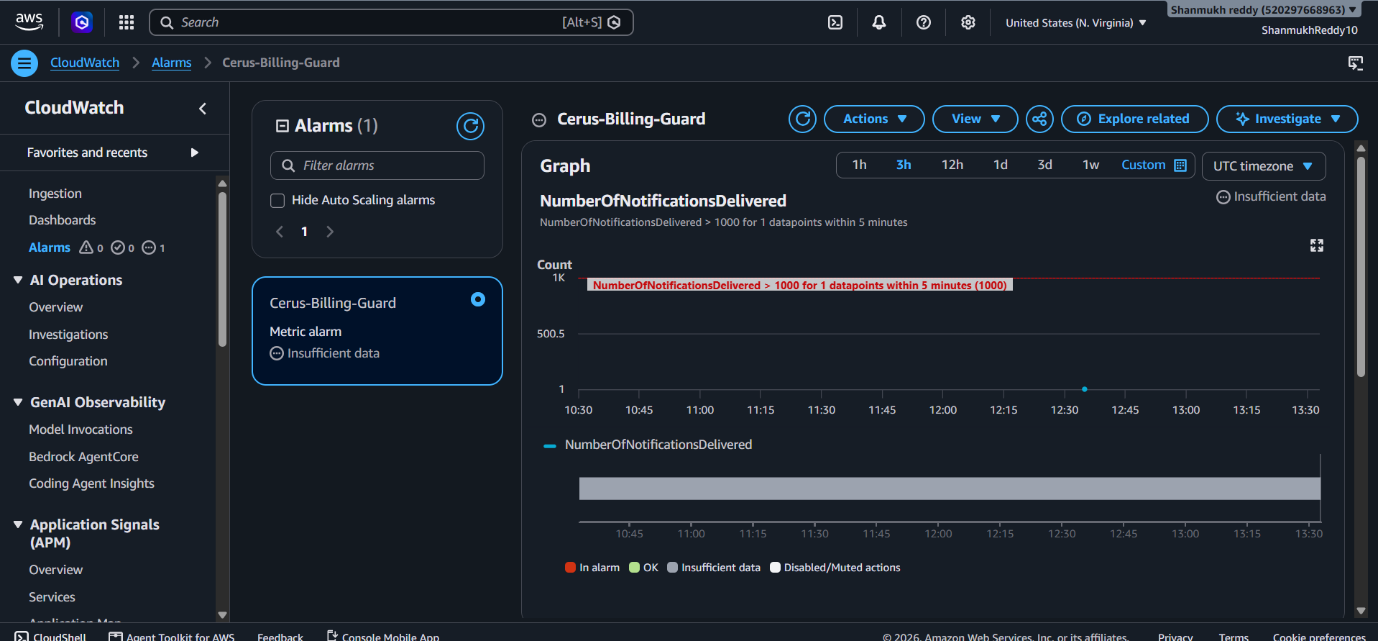 aws
Search [Alt+S]
United States (N. Virginia)
Shanmukh reddy (520297668963)
ShanmukhReddy10
CloudWatch
Alarms
Cerus-Billing-Guard
CloudWatch
Favorites and recents
Ingestion
Dashboards
Alarms 0 0 1
AI Operations
Overview
Investigations
Configuration
GenAI Observability
Model Invocations
Bedrock AgentCore
Coding Agent Insights
Application Signals
(APM)
Overview
Services
Application Map
Alarms (1)
Filter alarms
Hide Auto Scaling alarms
1
Cerus-Billing-Guard
Metric alarm
Insufficient data
Cerus-Billing-Guard
Actions
View
Explore related
Investigate
Graph
1h 3h 12h 1d 3d 1w Custom
UTC timezone
NumberOfNotificationsDelivered
Insufficient data
NumberOfNotificationsDelivered > 1000 for 1 datapoints within 5 minutes
Count
1K
NumberOfNotificationsDelivered > 1000 for 1 datapoints within 5 minutes (1000)
500.5
1
10:30 10:45 11:00 11:15 11:30 11:45 12:00 12:15 12:30 12:45 13:00 13:15 13:30
NumberOfNotificationsDelivered
10:45 11:00 11:15 11:30 11:45 12:00 12:15 12:30 12:45 13:00 13:15 13:30
In alarm OK Insufficient data Disabled/Muted actions
CloudShell Agent Toolkit for AWS Feedback Console Mobile App
© 2026, Amazon Web Services, Inc. or its affiliates. Privacy Terms Cookie preferences